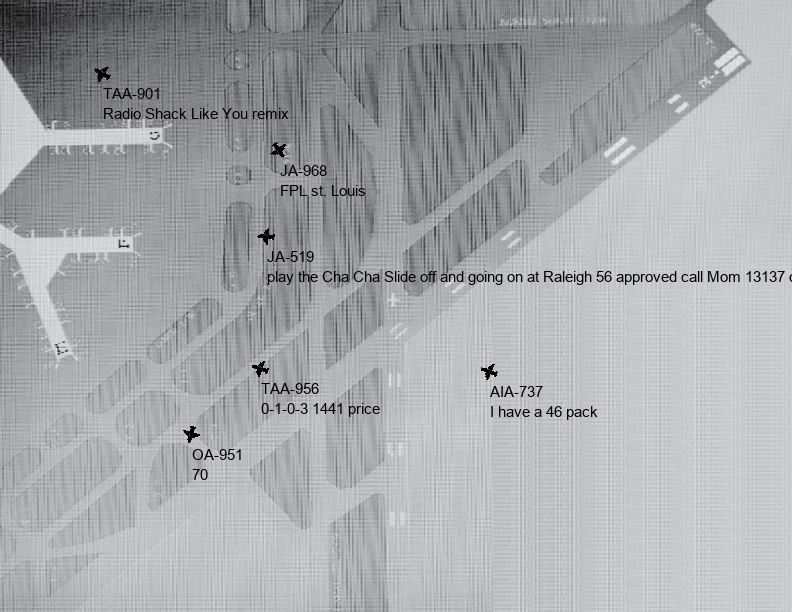 TAA-901
Radio Shack Like You remix
JA-968
FPL st. Louis
JA-519
play the Cha Cha Slide off and going on at Raleigh 56 approved call Mom 13137
TAA-956
0-1-0-3 1441 price
AIA-737
I have a 46 pack
OA-951
70